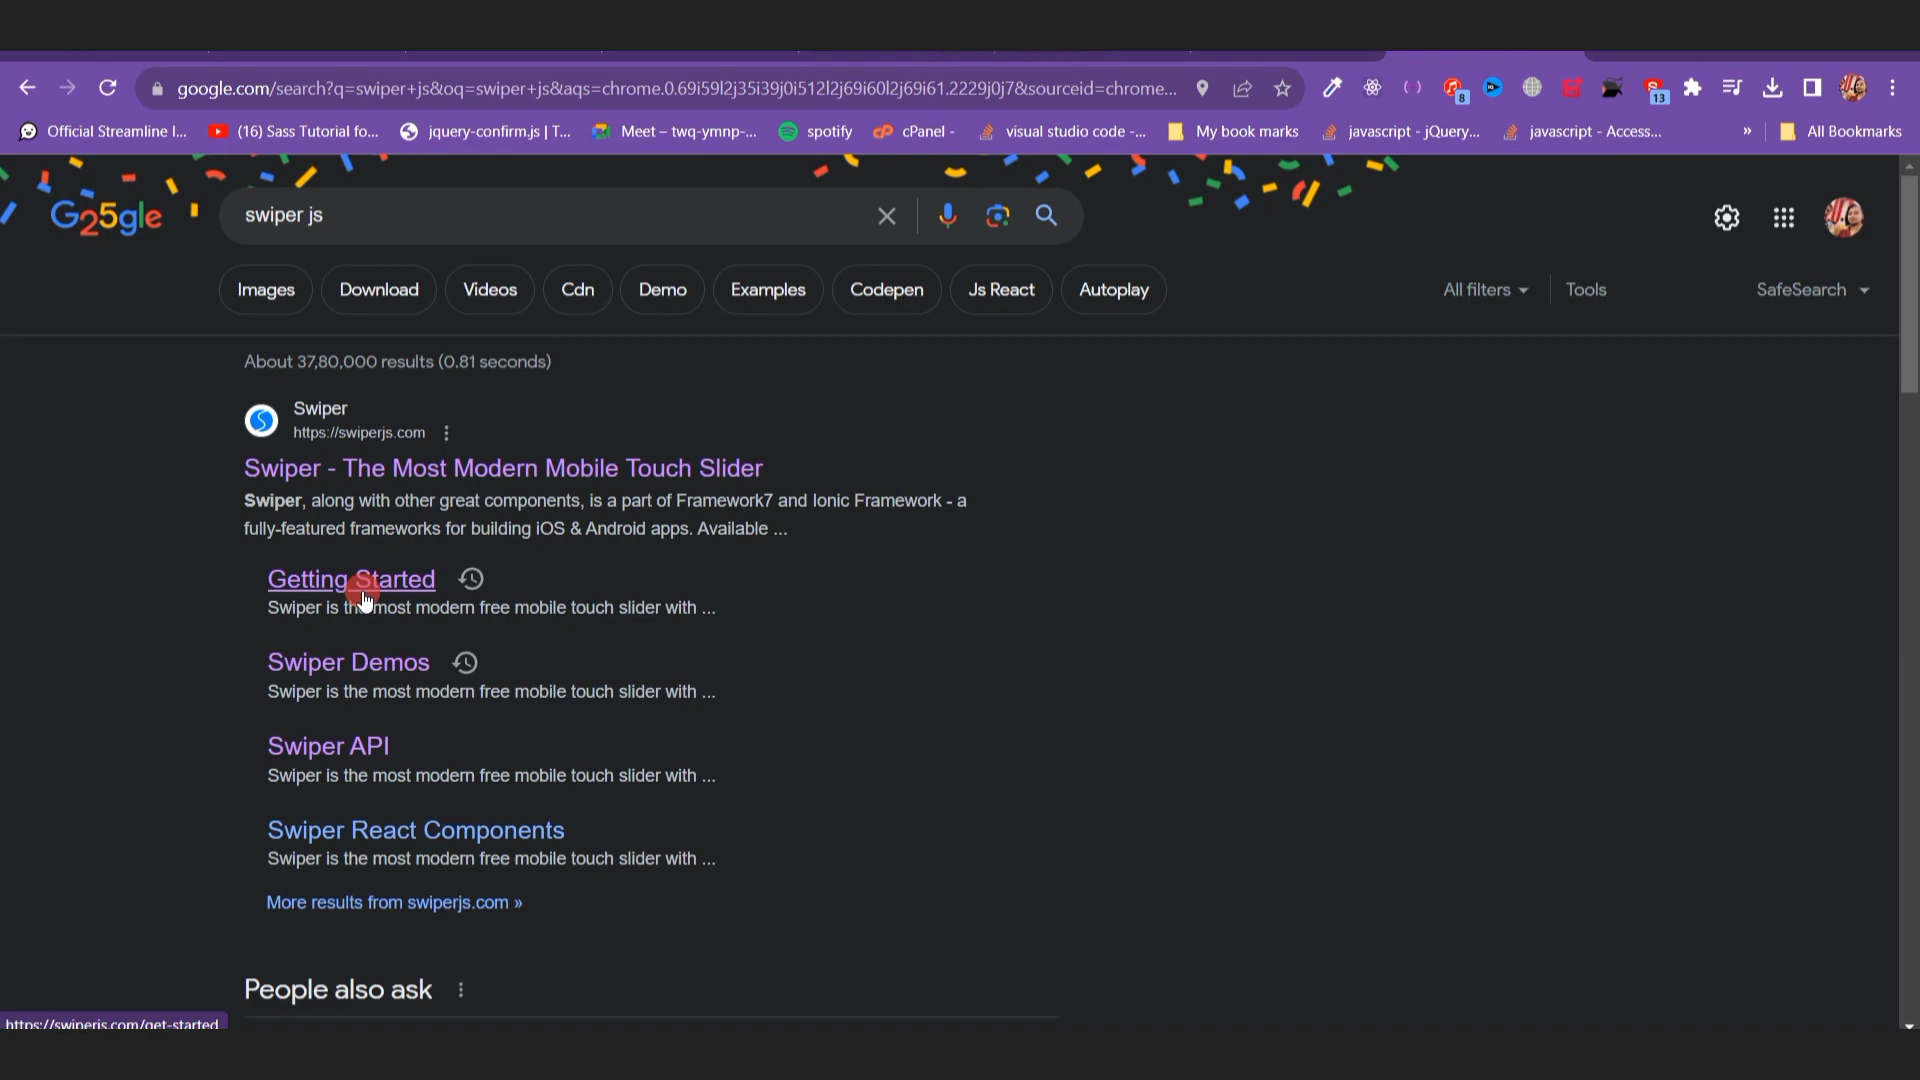 google.com/search?q=swiper+js&oq=swiper+js&aqs=chrome.0.69i59l2j35i39j0i512l2j69i60l2j69i61.2229j0j7&sourceid=chrome...
8
13
Official Streamline I...
(16) Sass Tutorial fo...
jquery-confirm.js | T...
Meet – twq-ymnp-...
spotify
cPanel -
visual studio code -...
My book marks
javascript - jQuery...
javascript - Access...
»
All Bookmarks
G25gle
swiper js
Images
Download
Videos
Cdn
Demo
Examples
Codepen
Js React
Autoplay
All filters
Tools
SafeSearch
About 37,80,000 results (0.81 seconds)
Swiper
https://swiperjs.com
Swiper - The Most Modern Mobile Touch Slider
Swiper, along with other great components, is a part of Framework7 and Ionic Framework - a
fully-featured frameworks for building iOS & Android apps. Available ...
Getting Started
Swiper is the most modern free mobile touch slider with ...
Swiper Demos
Swiper is the most modern free mobile touch slider with ...
Swiper API
Swiper is the most modern free mobile touch slider with ...
Swiper React Components
Swiper is the most modern free mobile touch slider with ...
More results from swiperjs.com »
People also ask
https://swiperjs.com/get-started